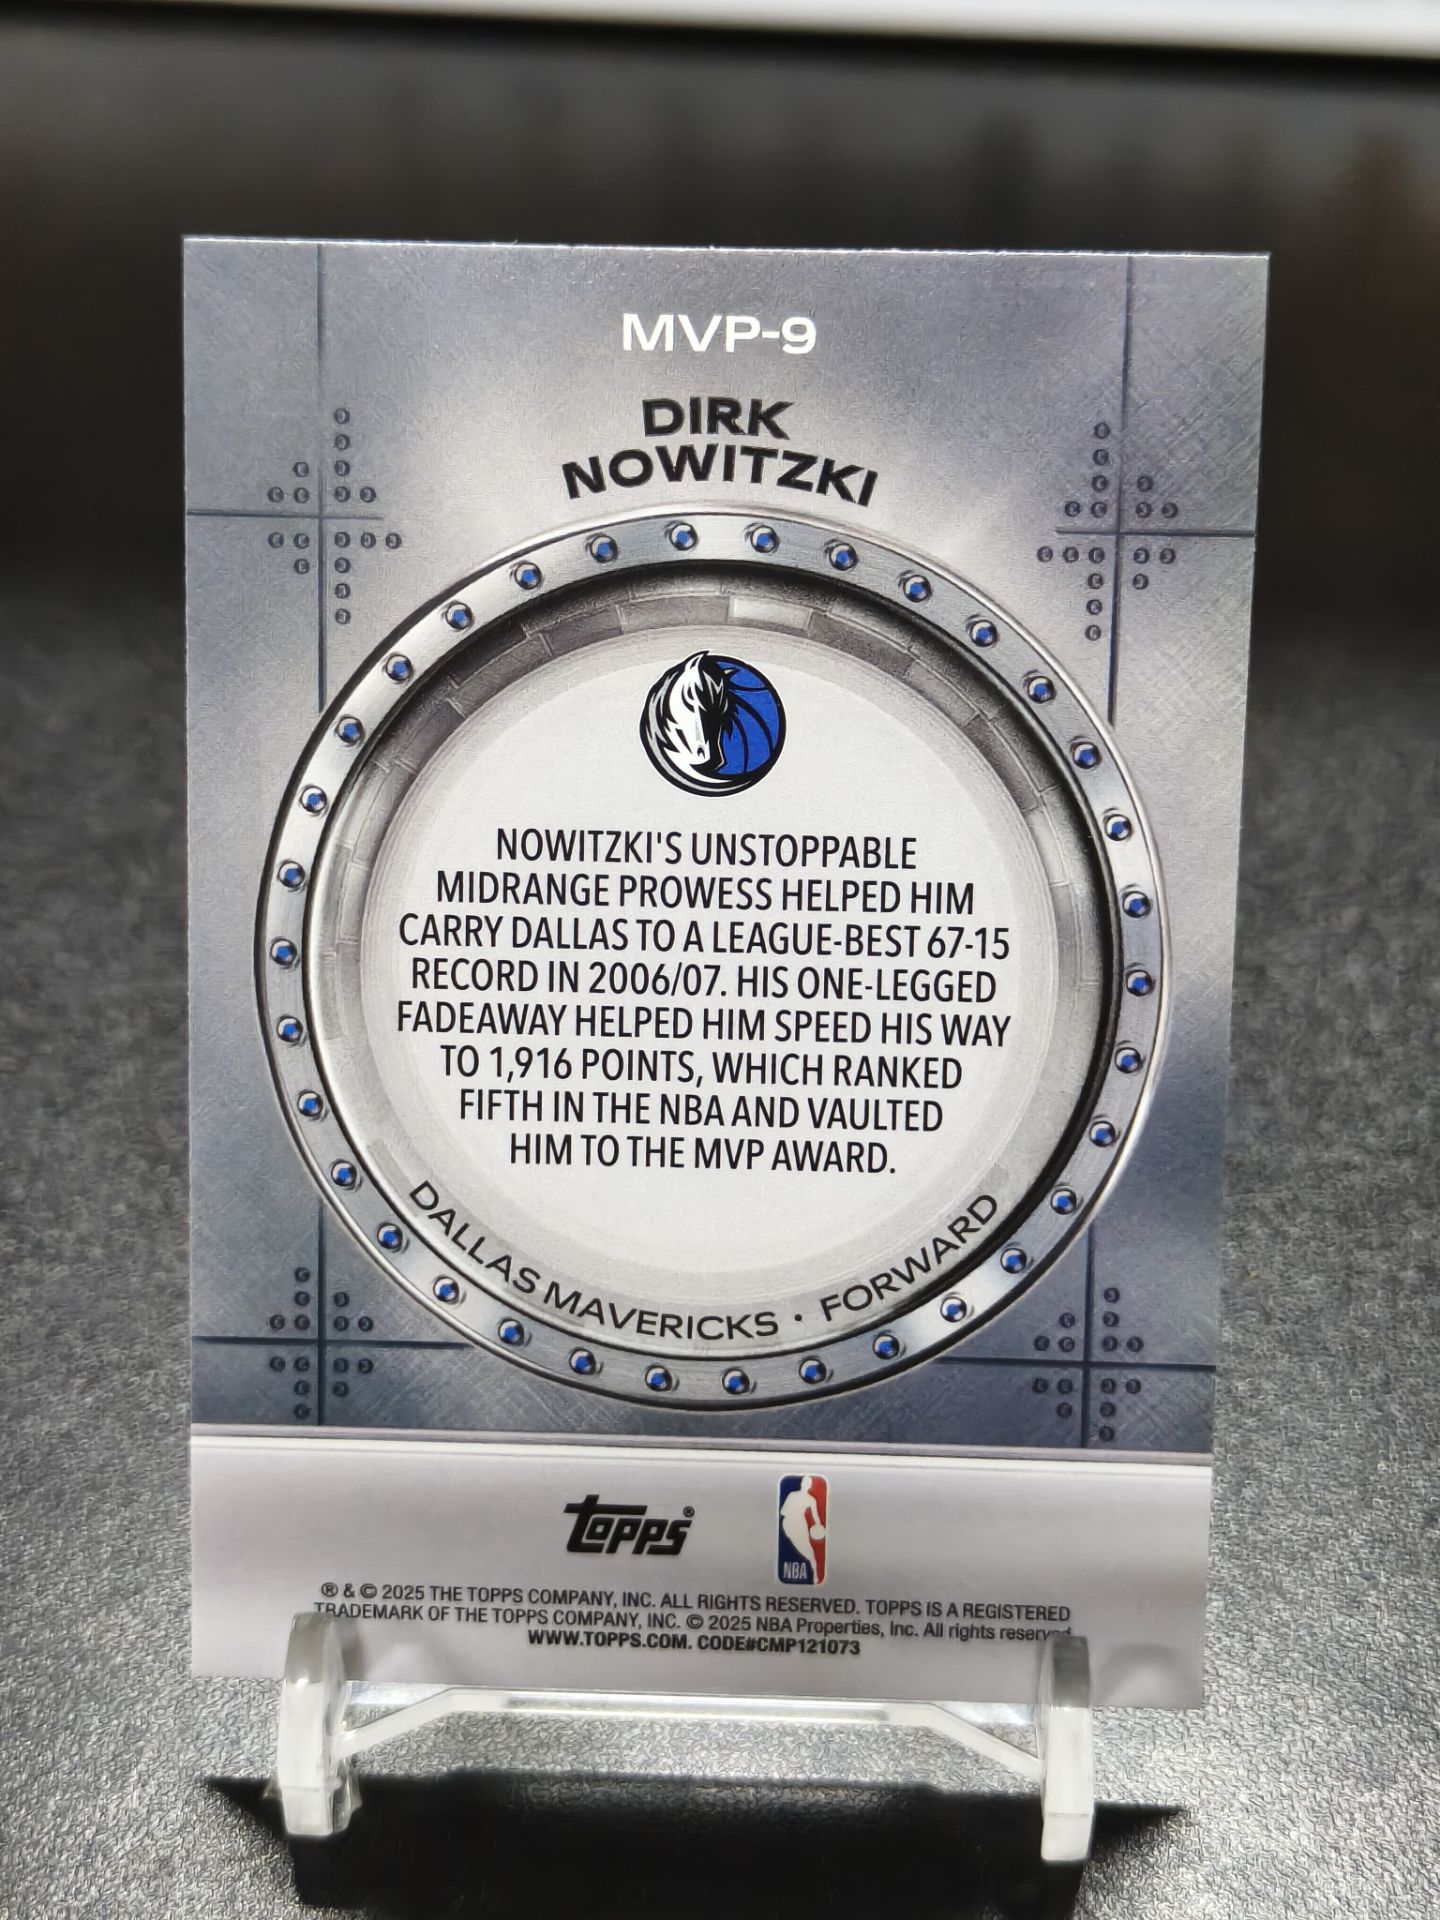 MVP-9
DIRK
NOWITZKI
NOWITZKI'S UNSTOPPABLE
MIDRANGE PROWESS HELPED HIM
CARRY DALLAS TO A LEAGUE-BEST 67-15
RECORD IN 2006/07. HIS ONE-LEGGED
FADEAWAY HELPED HIM SPEED HIS WAY
TO 1,916 POINTS, WHICH RANKED
FIFTH IN THE NBA AND VAULTED
HIM TO THE MVP AWARD.
DALLAS MAVERICKS · FORWARD
topps®
NBA
® & © 2025 THE TOPPS COMPANY, INC. ALL RIGHTS RESERVED. TOPPS IS A REGISTERED
TRADEMARK OF THE TOPPS COMPANY, INC. © 2025 NBA Properties, Inc. All rights reserved.
WWW.TOPPS.COM. CODE#CMP121073